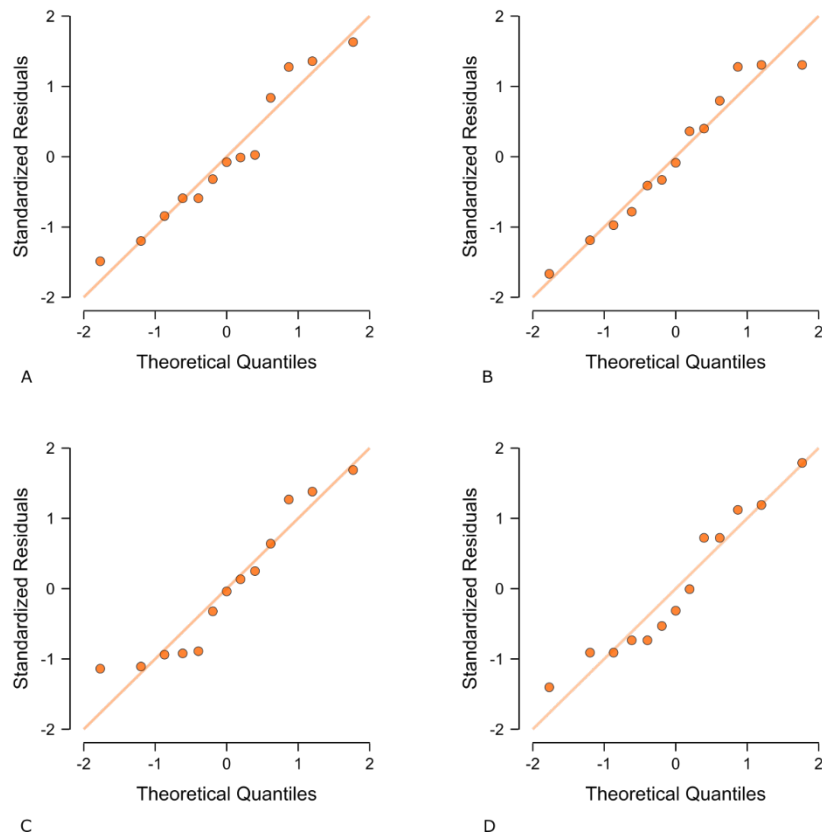 2
1
0
-1
-2
Standardized Residuals
-2 -1 0 1 2
Theoretical Quantiles
A
2
1
0
-1
-2
Standardized Residuals
-2 -1 0 1 2
Theoretical Quantiles
B
2
1
0
-1
-2
Standardized Residuals
-2 -1 0 1 2
Theoretical Quantiles
C
2
1
0
-1
-2
Standardized Residuals
-2 -1 0 1 2
Theoretical Quantiles
D